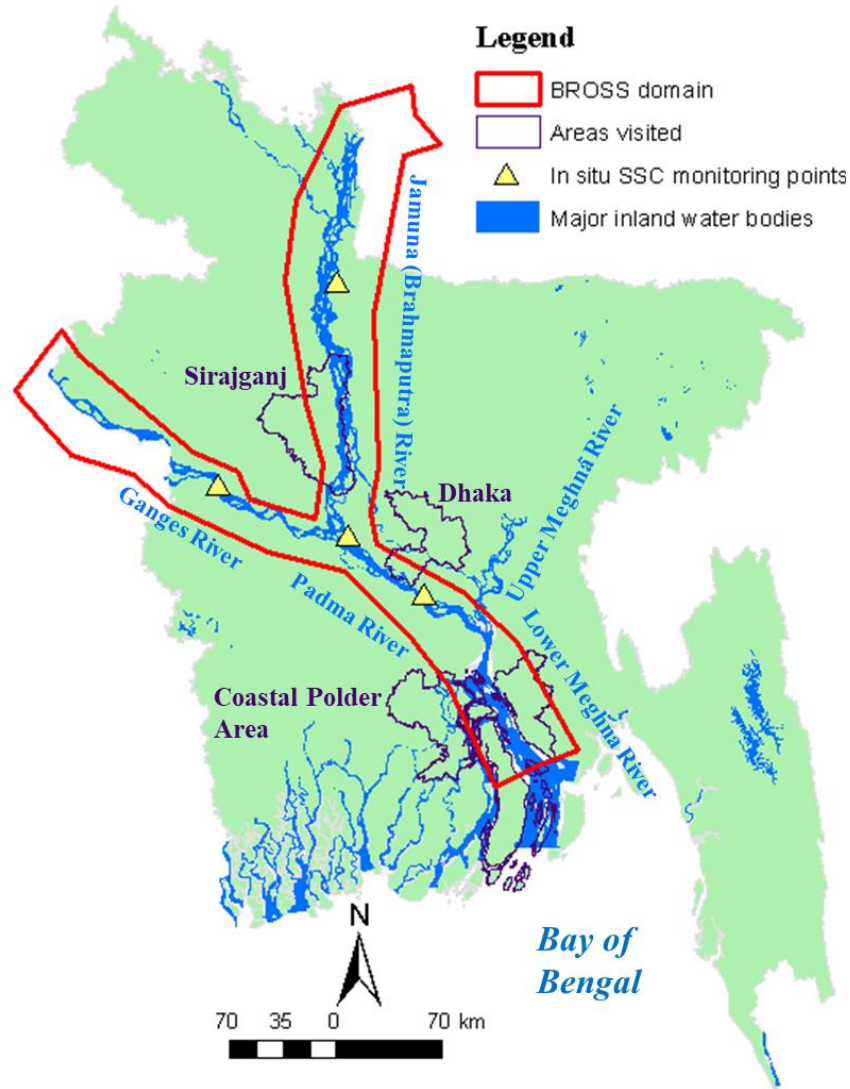 Legend
BROSS domain
Areas visited
In situ SSC monitoring points
Major inland water bodies
Jamuna (Brahmaputra) River
Sirajganj
Dhaka
Ganges River
Upper Meghna River
Padma River
Lower Meghna River
Coastal Polder
Area
N
Bay of
Bengal
70 35 0 70 km